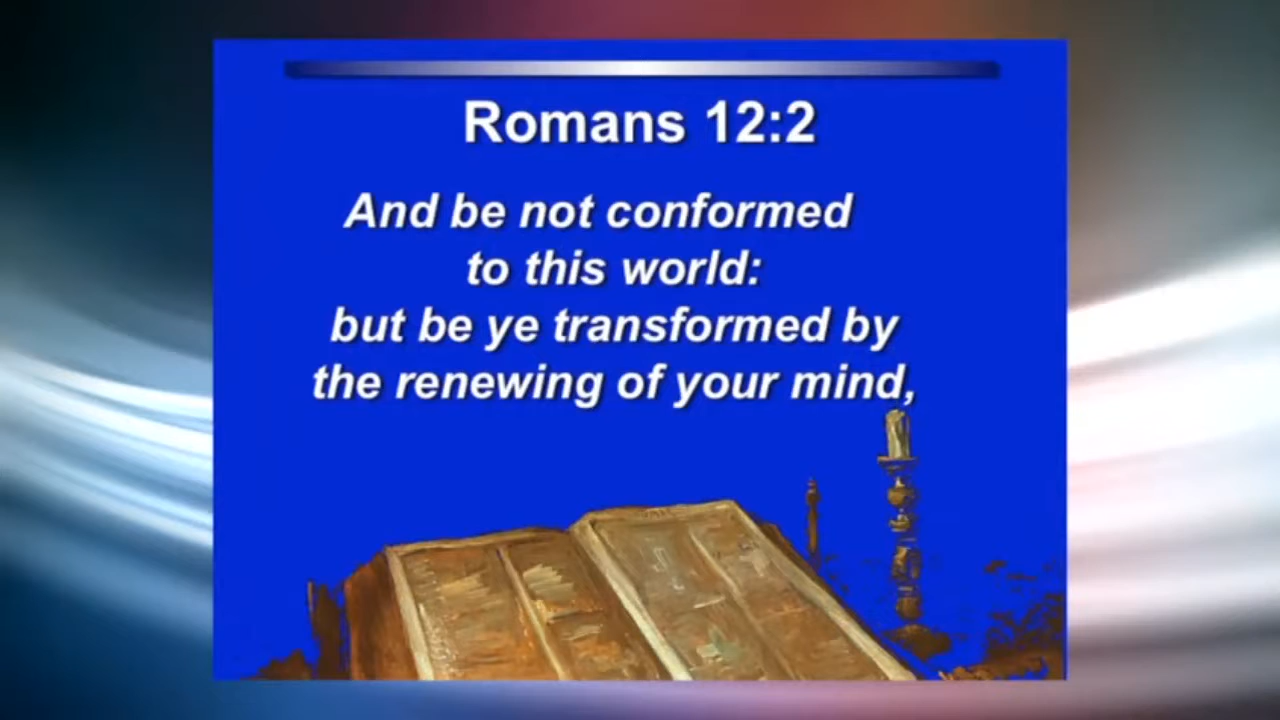 Romans 12:2
And be not conformed
to this world:
but be ye transformed by
the renewing of your mind,